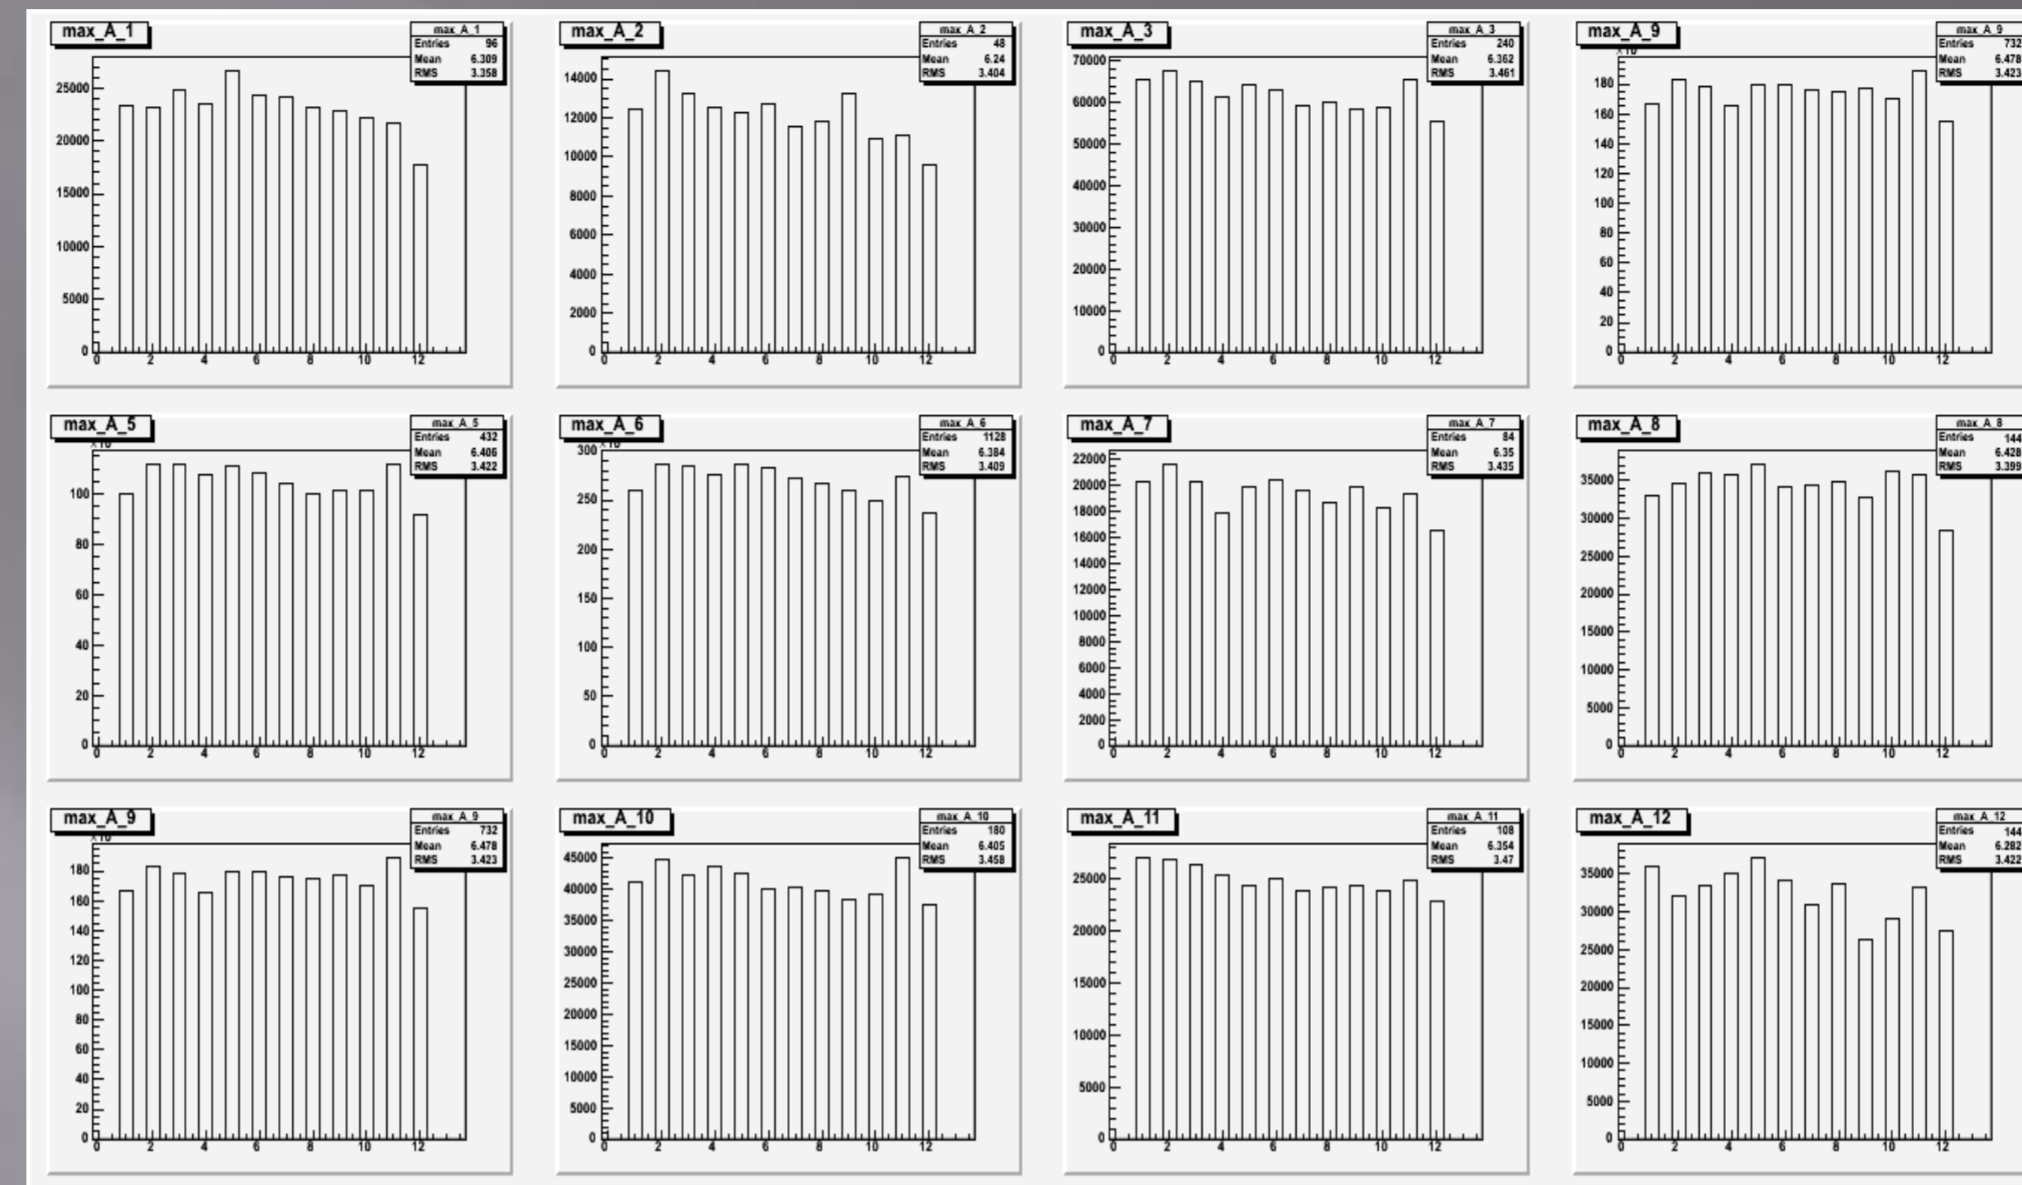 max_A_1
max_A_1
Entries 96
Mean 6.309
RMS 3.358
25000
20000
15000
10000
5000
0
0 2 4 6 8 10 12
max_A_2
max_A_2
Entries 48
Mean 6.24
RMS 3.404
14000
12000
10000
8000
6000
4000
2000
0
0 2 4 6 8 10 12
max_A_3
max_A_3
Entries 240
Mean 6.362
RMS 3.461
70000
60000
50000
40000
30000
20000
10000
0
0 2 4 6 8 10 12
max_A_9
max_A_9
Entries 732
Mean 6.478
RMS 3.423
180
160
140
120
100
80
60
40
20
0
0 2 4 6 8 10 12
max_A_5
max_A_5
Entries 432
Mean 6.406
RMS 3.422
100
80
60
40
20
0
0 2 4 6 8 10 12
max_A_6
max_A_6
Entries 1128
Mean 6.384
RMS 3.409
300
250
200
150
100
50
0
0 2 4 6 8 10 12
max_A_7
max_A_7
Entries 84
Mean 6.35
RMS 3.435
22000
20000
18000
16000
14000
12000
10000
8000
6000
4000
2000
0
0 2 4 6 8 10 12
max_A_8
max_A_8
Entries 144
Mean 6.428
RMS 3.399
35000
30000
25000
20000
15000
10000
5000
0
0 2 4 6 8 10 12
max_A_9
max_A_9
Entries 732
Mean 6.478
RMS 3.423
180
160
140
120
100
80
60
40
20
0
0 2 4 6 8 10 12
max_A_10
max_A_10
Entries 180
Mean 6.405
RMS 3.458
45000
40000
35000
30000
25000
20000
15000
10000
5000
0
0 2 4 6 8 10 12
max_A_11
max_A_11
Entries 108
Mean 6.354
RMS 3.47
25000
20000
15000
10000
5000
0
0 2 4 6 8 10 12
max_A_12
max_A_12
Entries 144
Mean 6.282
RMS 3.422
35000
30000
25000
20000
15000
10000
5000
0
0 2 4 6 8 10 12